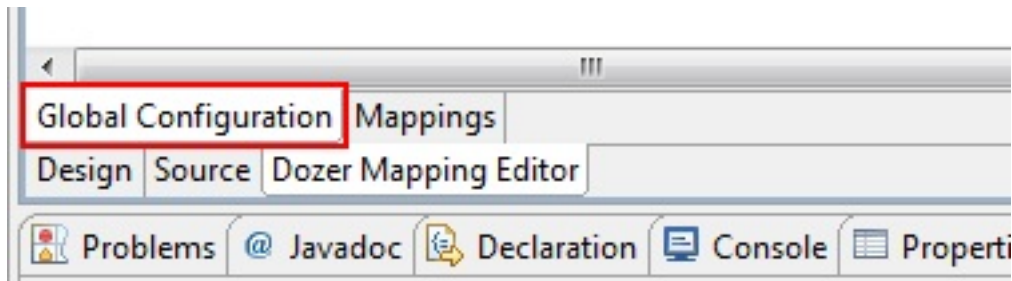 Global Configuration Mappings
Design Source Dozer Mapping Editor
Problems @ Javadoc Declaration Console Properti